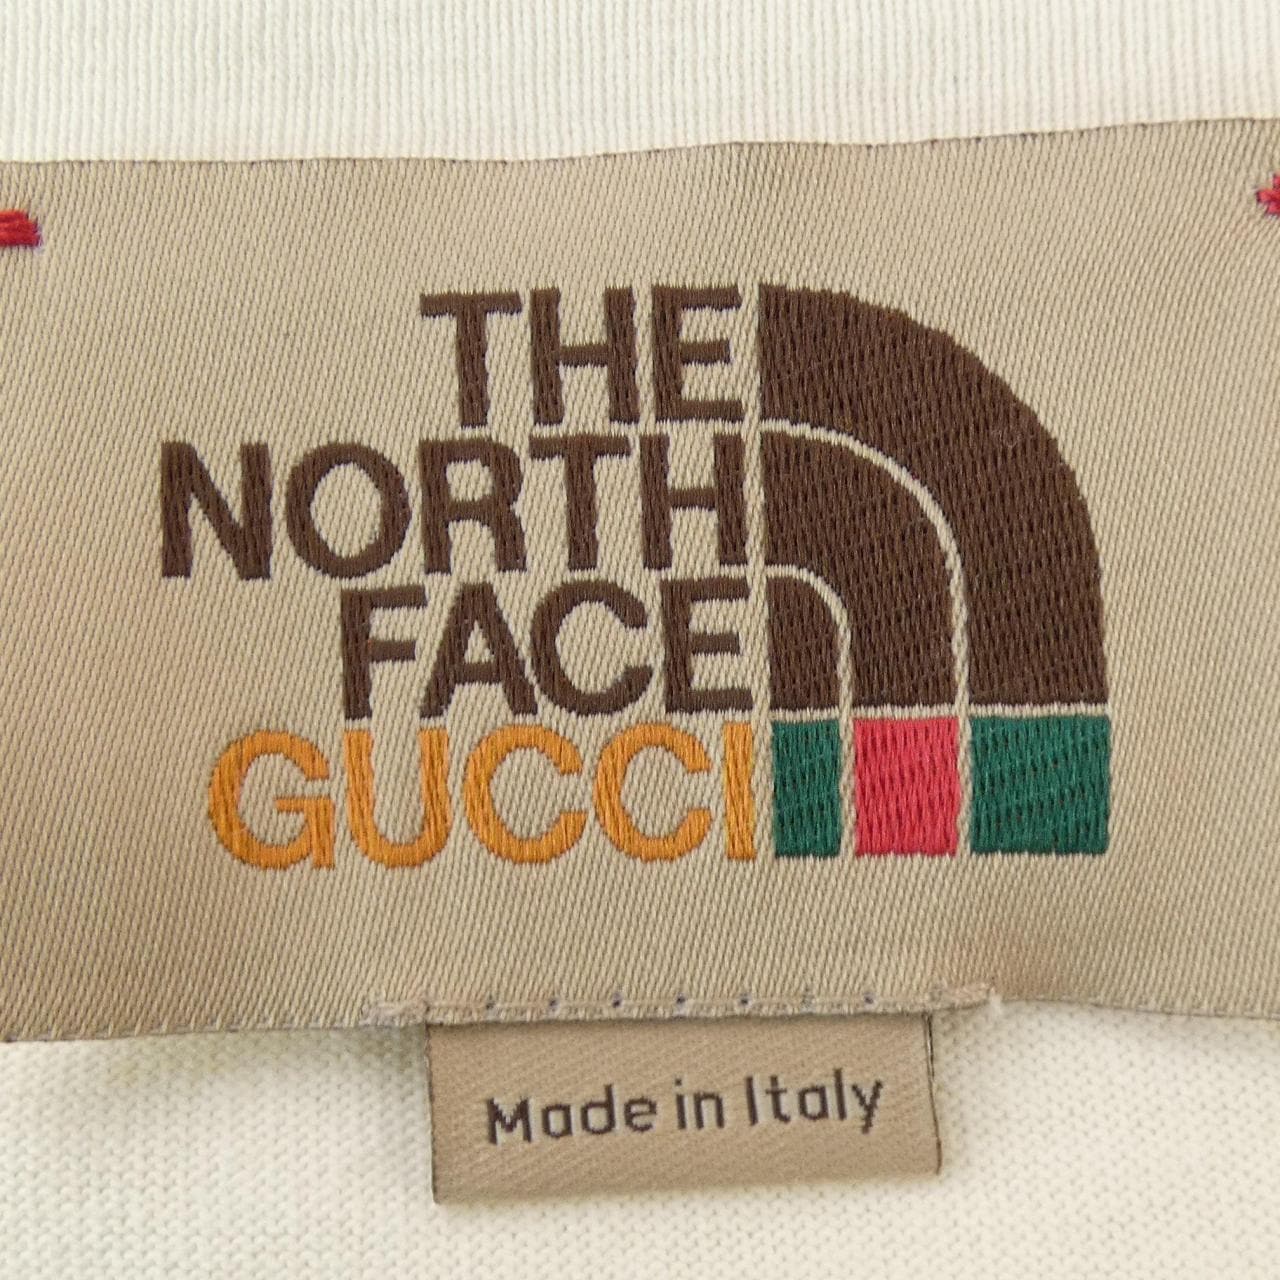 THE
NORTH
FACE
GUCCI
Made in Italy